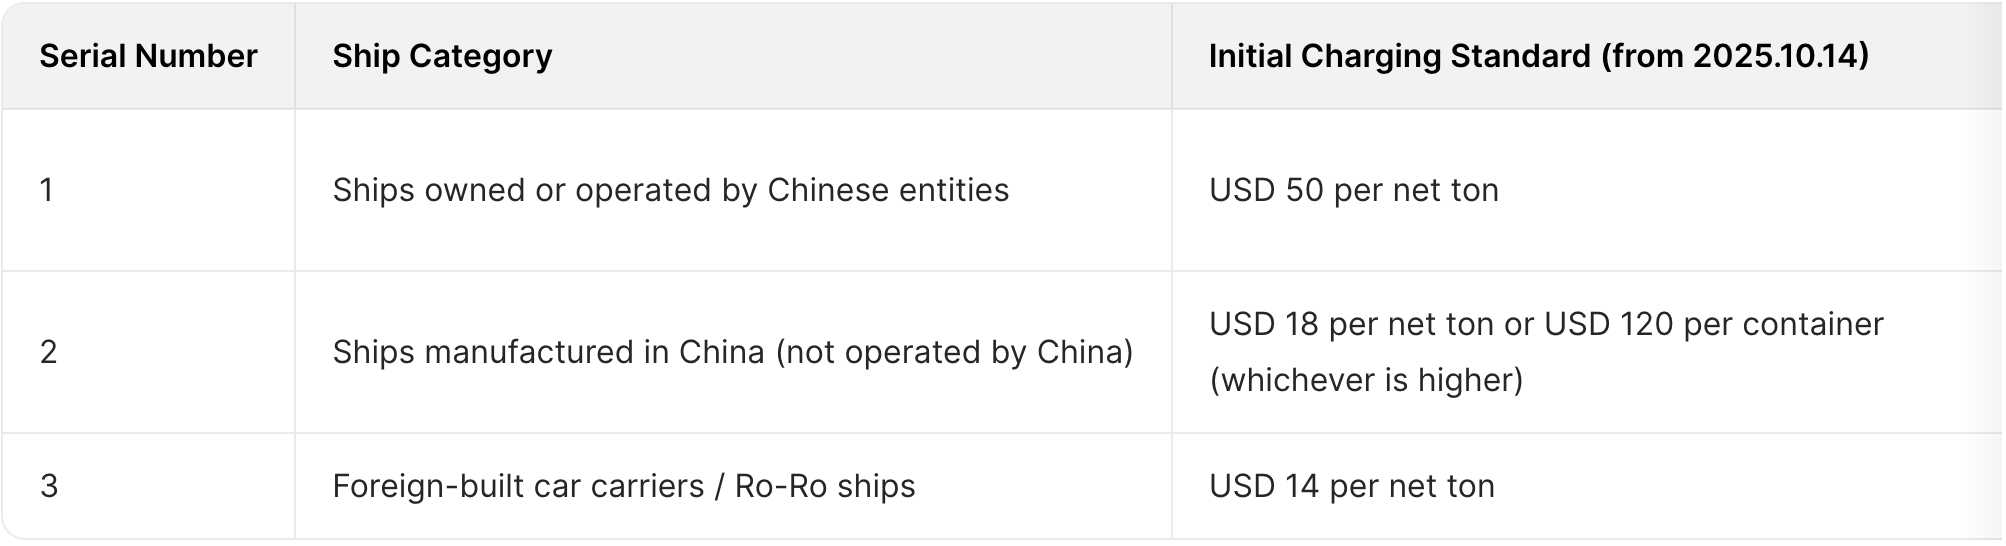 Serial Number
Ship Category
Initial Charging Standard (from 2025.10.14)
1
Ships owned or operated by Chinese entities
USD 50 per net ton
2
Ships manufactured in China (not operated by China)
USD 18 per net ton or USD 120 per container
(whichever is higher)
3
Foreign-built car carriers / Ro-Ro ships
USD 14 per net ton